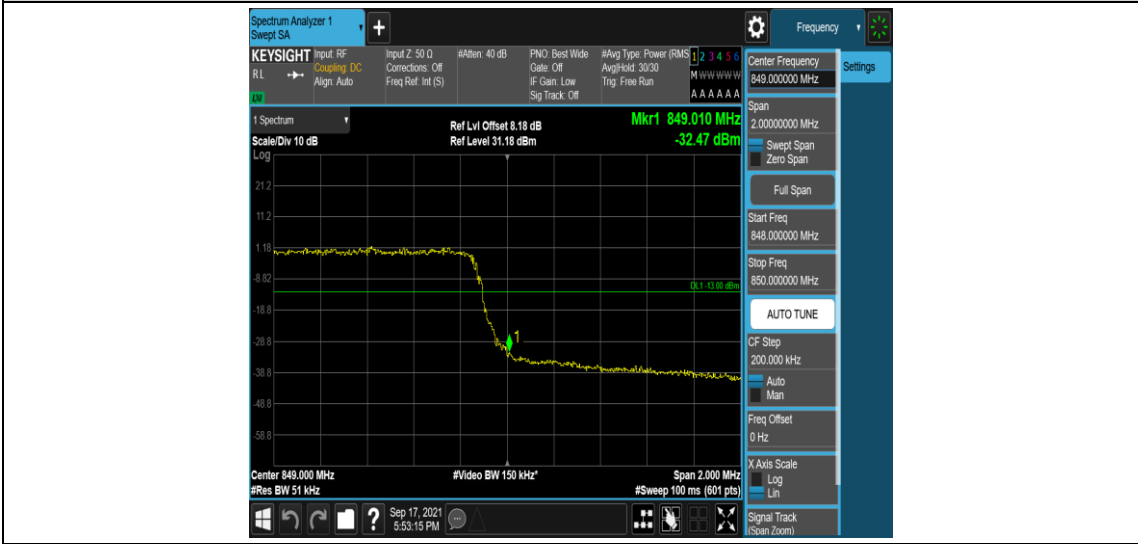 Spectrum Analyzer 1
Swept SA
+
Frequency
KEYSIGHT
RL
LM
Input: RF
Coupling: DC
Align: Auto
Input Z: 50 Ω
Corrections: Off
Freq Ref: Int (S)
#Atten: 40 dB
PNO: Best Wide
Gate: Off
IF Gain: Low
Sig Track: Off
#Avg Type: Power (RMS
Avg|Hold: 30/30
Trig: Free Run
1 2 3 4 5 6
M W W W W W
A A A A A A
1 Spectrum
Scale/Div 10 dB
Log
Ref Lvl Offset 8.18 dB
Ref Level 31.18 dBm
Mkr1 849.010 MHz
-32.47 dBm
21.2
11.2
1.18
-8.82
-18.8
-28.8
-38.8
-48.8
-58.8
DL1 -13.00 dBm
1
Center 849.000 MHz
#Res BW 51 kHz
#Video BW 150 kHz*
Span 2.000 MHz
#Sweep 100 ms (601 pts)
?
Sep 17, 2021
5:53:15 PM
Center Frequency
849.000000 MHz
Settings
Span
2.00000000 MHz
Swept Span
Zero Span
Full Span
Start Freq
848.000000 MHz
Stop Freq
850.000000 MHz
AUTO TUNE
CF Step
200.000 kHz
Auto
Man
Freq Offset
0 Hz
X Axis Scale
Log
Lin
Signal Track
(Span Zoom)